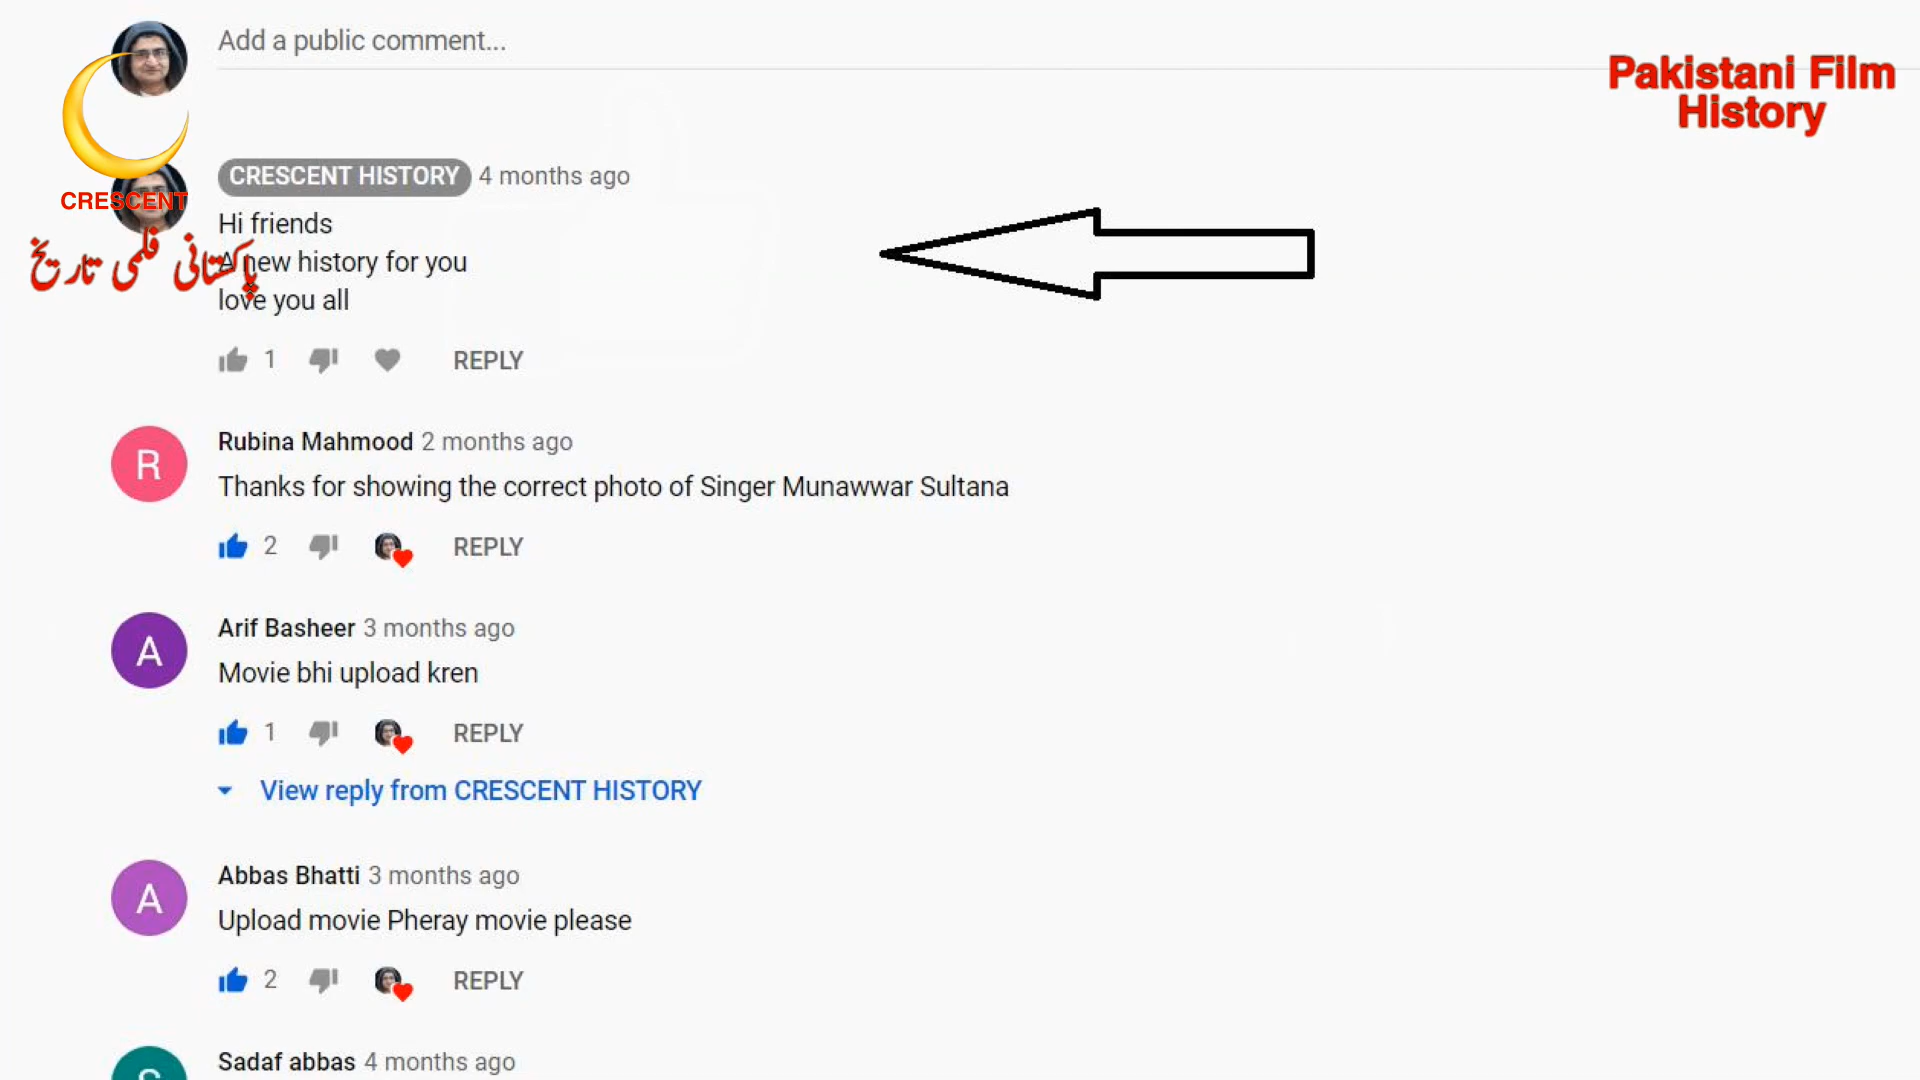 Add a public comment...
Pakistani Film
History
CRESCENT HISTORY 4 months ago
CRESCENT
Hi friends
پاکستانی فلمی تاریخ
A new history for you
love you all
1 REPLY
R
Rubina Mahmood 2 months ago
Thanks for showing the correct photo of Singer Munawwar Sultana
2 REPLY
A
Arif Basheer 3 months ago
Movie bhi upload kren
1 REPLY
View reply from CRESCENT HISTORY
A
Abbas Bhatti 3 months ago
Upload movie Pheray movie please
2 REPLY
Sadaf abbas 4 months ago